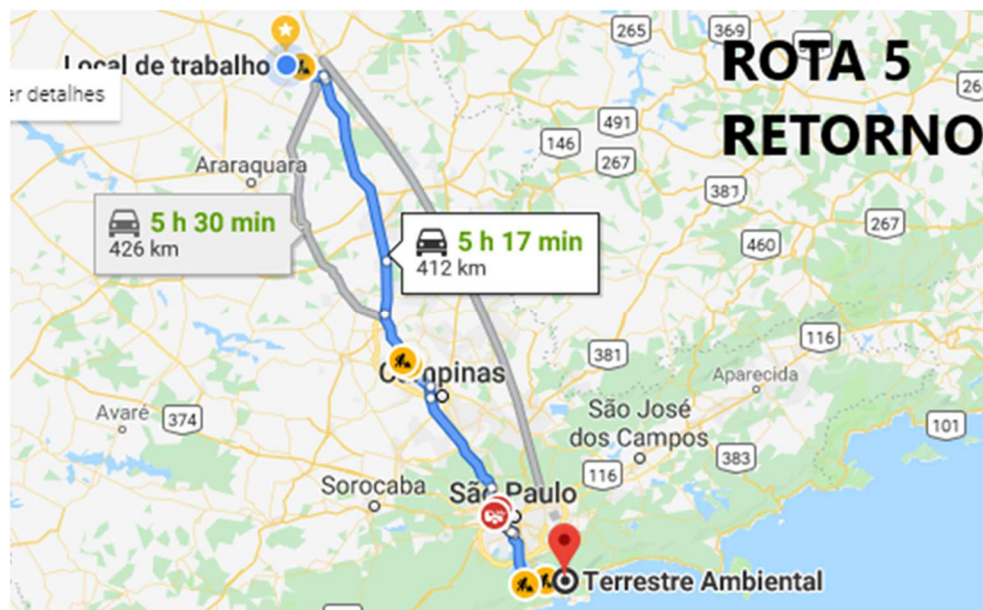 265
369
ROTA 5
Local de trabalho
er detalhes
491
RETORNO
146
267
Araraquara
381
267
5 h 30 min
426 km
5 h 17 min
412 km
460
116
381
Campinas
Aparecida
Avaré
374
São José
dos Campos
101
116
383
Sorocaba
São Paulo
Terrestre Ambiental